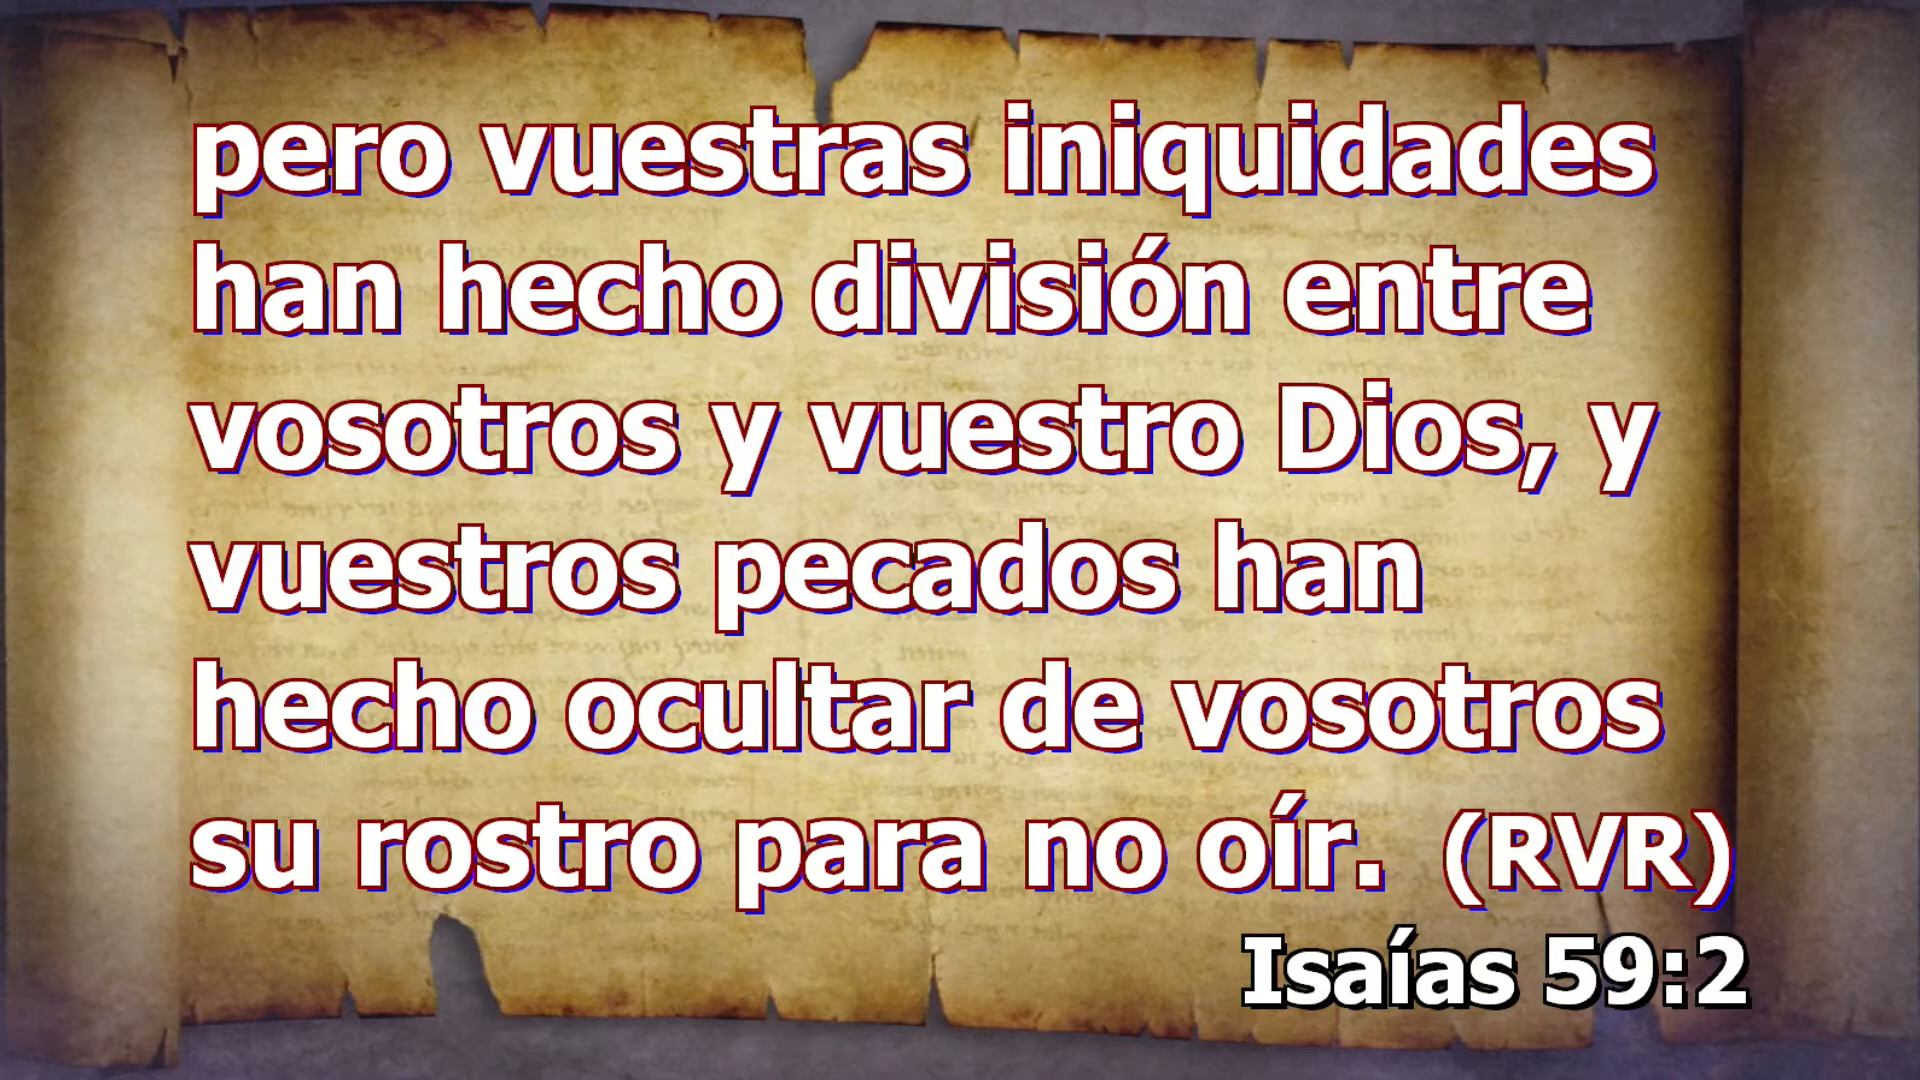 pero vuestras iniquidades
han hecho división entre
vosotros y vuestro Dios, y
vuestros pecados han
hecho ocultar de vosotros
su rostro para no oír. (RVR)
Isaías 59:2